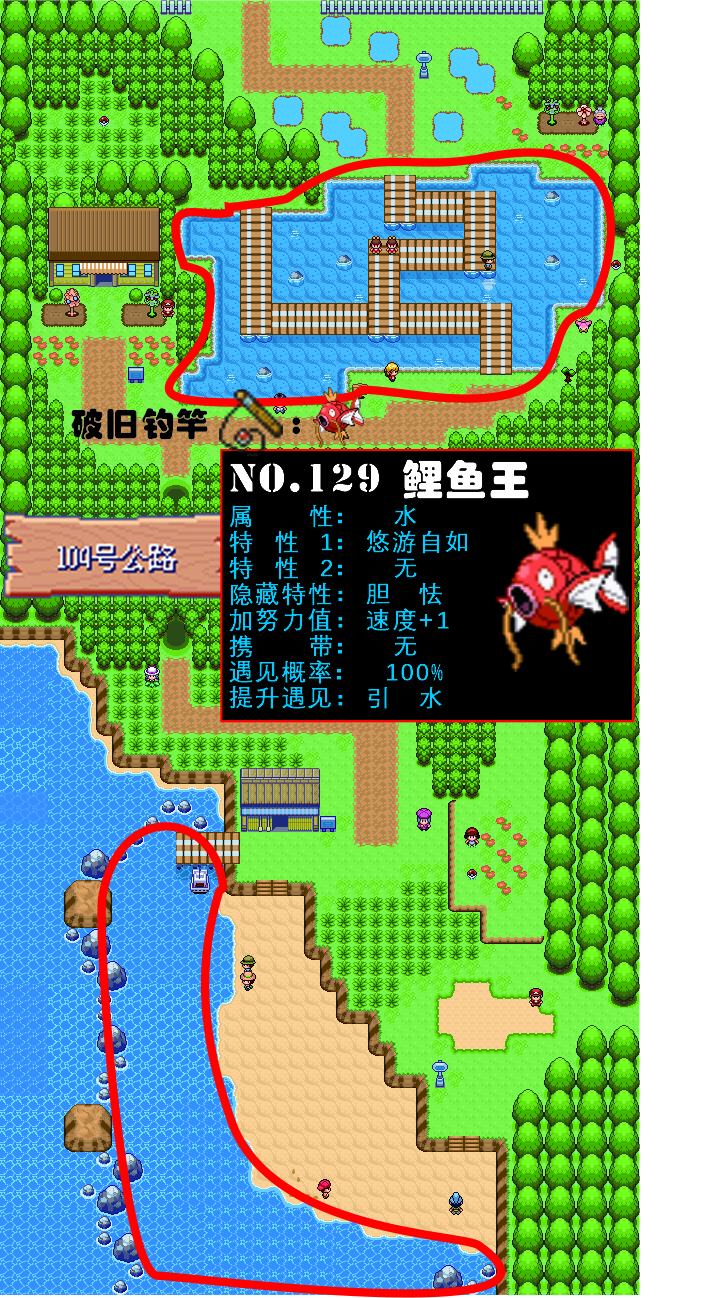 破旧钓竿 :
NO.129 鲤鱼王
属 性: 水
特 性 1: 悠游自如
特 性 2: 无
隐藏特性: 胆 怯
加努力值: 速度+1
携 带: 无
遇见概率: 100%
提升遇见: 引 水
104号公路